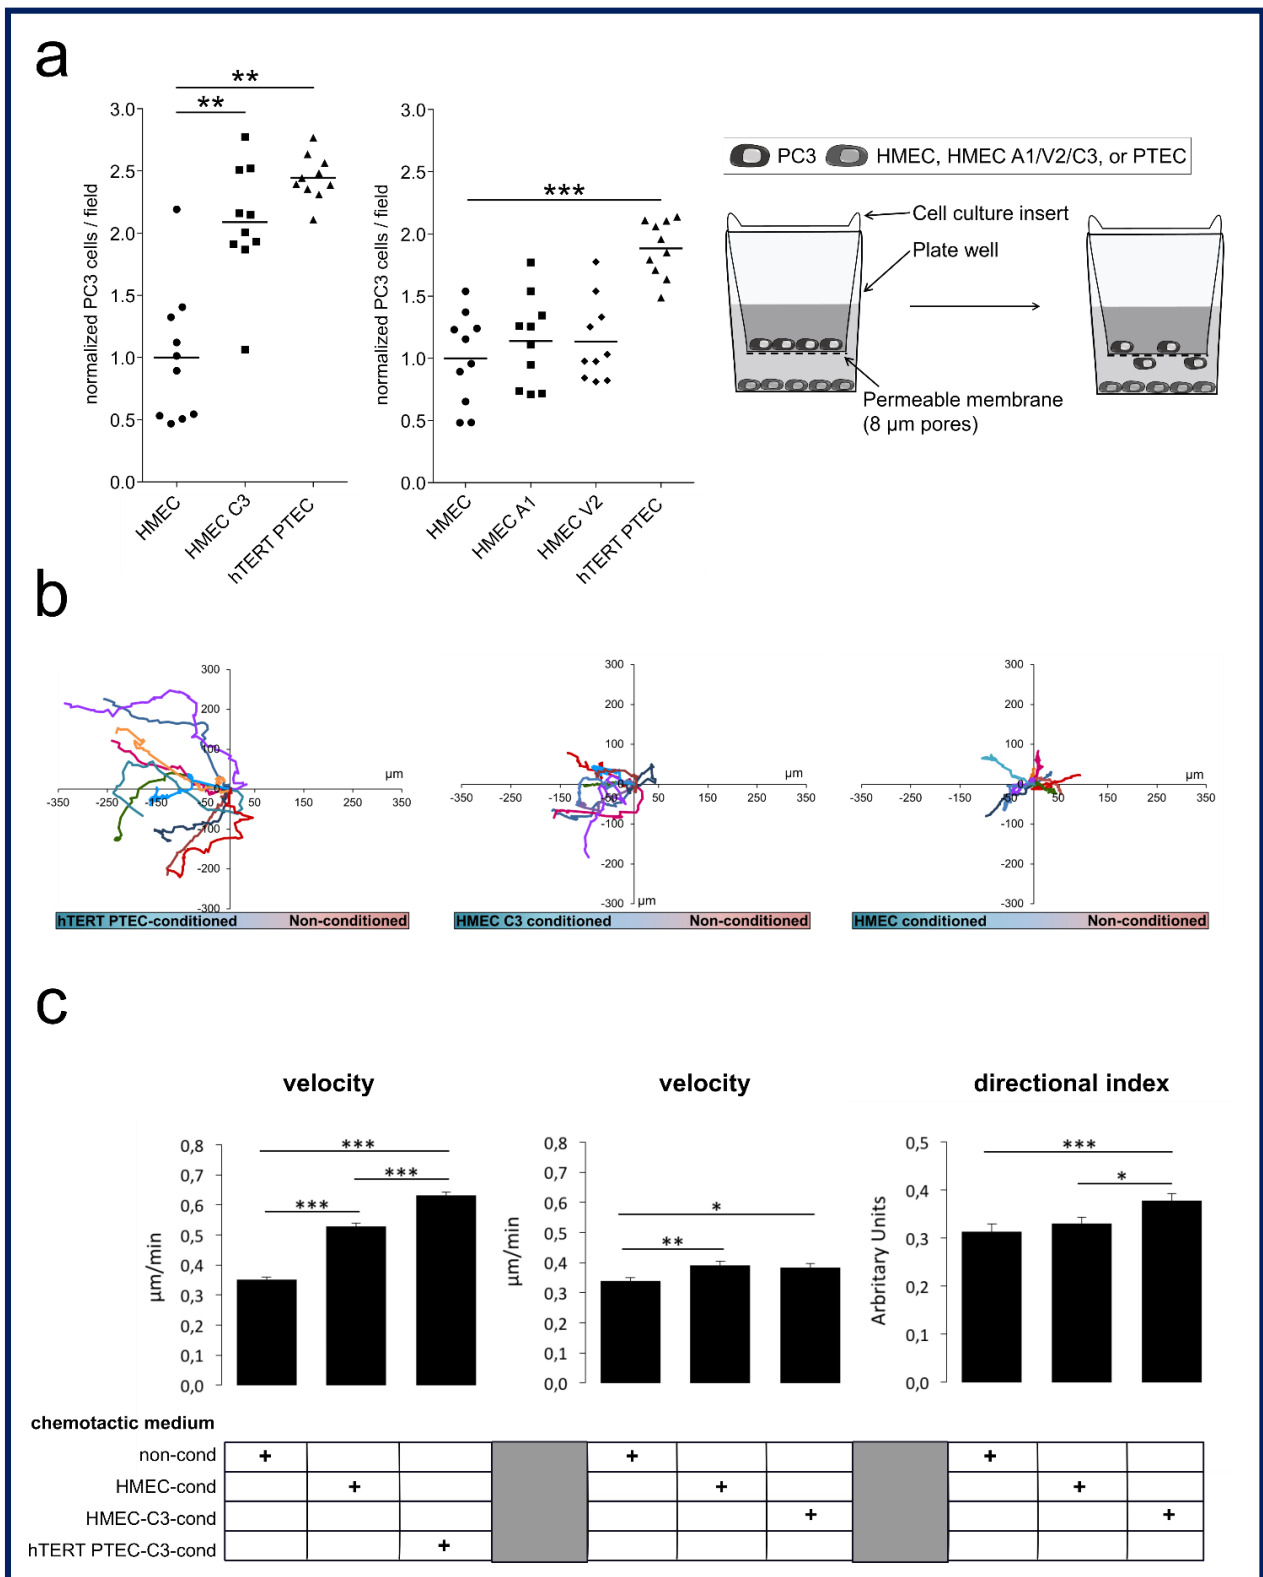 a
**
**
3.0
2.5
2.0
1.5
1.0
0.5
0.0
normalized PC3 cells / field
HMEC
HMEC C3
hTERT PTEC
***
3.0
2.5
2.0
1.5
1.0
0.5
0.0
normalized PC3 cells / field
HMEC
HMEC A1
HMEC V2
hTERT PTEC
PC3 HMEC, HMEC A1/V2/C3, or PTEC
Cell culture insert
Plate well
Permeable membrane
(8 µm pores)
b
300
200
100
0
-100
-200
-300
-350 -250 -150 -50 50 150 250 350
µm
hTERT PTEC-conditioned Non-conditioned
300
200
100
0
-100
-200
-300
-350 -250 -150 -50 50 150 250 350
µm
µm
HMEC C3 conditioned Non-conditioned
300
200
100
0
-100
-200
-300
-350 -250 -150 -50 50 150 250 350
µm
HMEC conditioned Non-conditioned
c
velocity
µm/min
0,8
0,7
0,6
0,5
0,4
0,3
0,2
0,1
0,0
***
***
***
velocity
µm/min
0,8
0,7
0,6
0,5
0,4
0,3
0,2
0,1
0,0
*
**
directional index
Arbritary Units
0,5
0,4
0,3
0,2
0,1
0,0
***
*
chemotactic medium
non-cond + + +
HMEC-cond + + +
HMEC-C3-cond + +
hTERT PTEC-C3-cond +